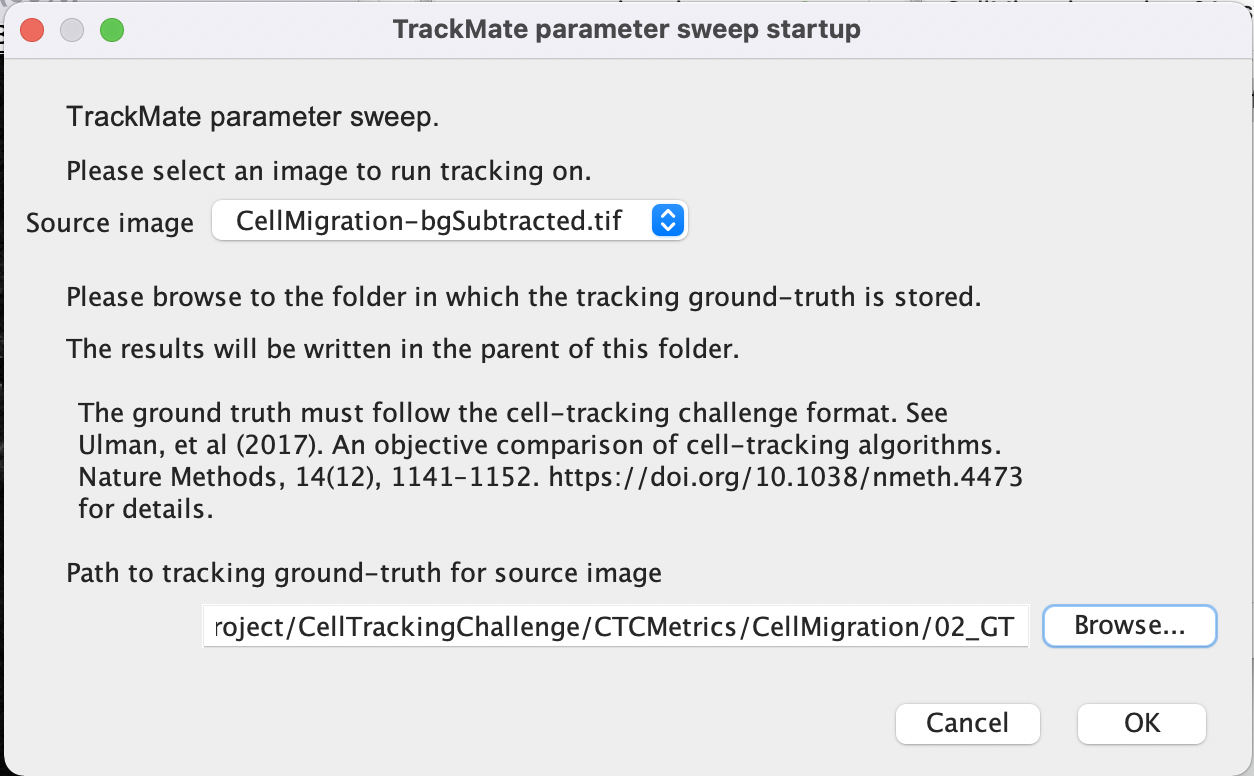 TrackMate parameter sweep startup
TrackMate parameter sweep.
Please select an image to run tracking on.
Source image CellMigration-bgSubtracted.tif
Please browse to the folder in which the tracking ground-truth is stored.
The results will be written in the parent of this folder.
The ground truth must follow the cell-tracking challenge format. See
Ulman, et al (2017). An objective comparison of cell-tracking algorithms.
Nature Methods, 14(12), 1141-1152. https://doi.org/10.1038/nmeth.4473
for details.
Path to tracking ground-truth for source image
roject/CellTrackingChallenge/CTCMetrics/CellMigration/02_GT Browse...
Cancel OK